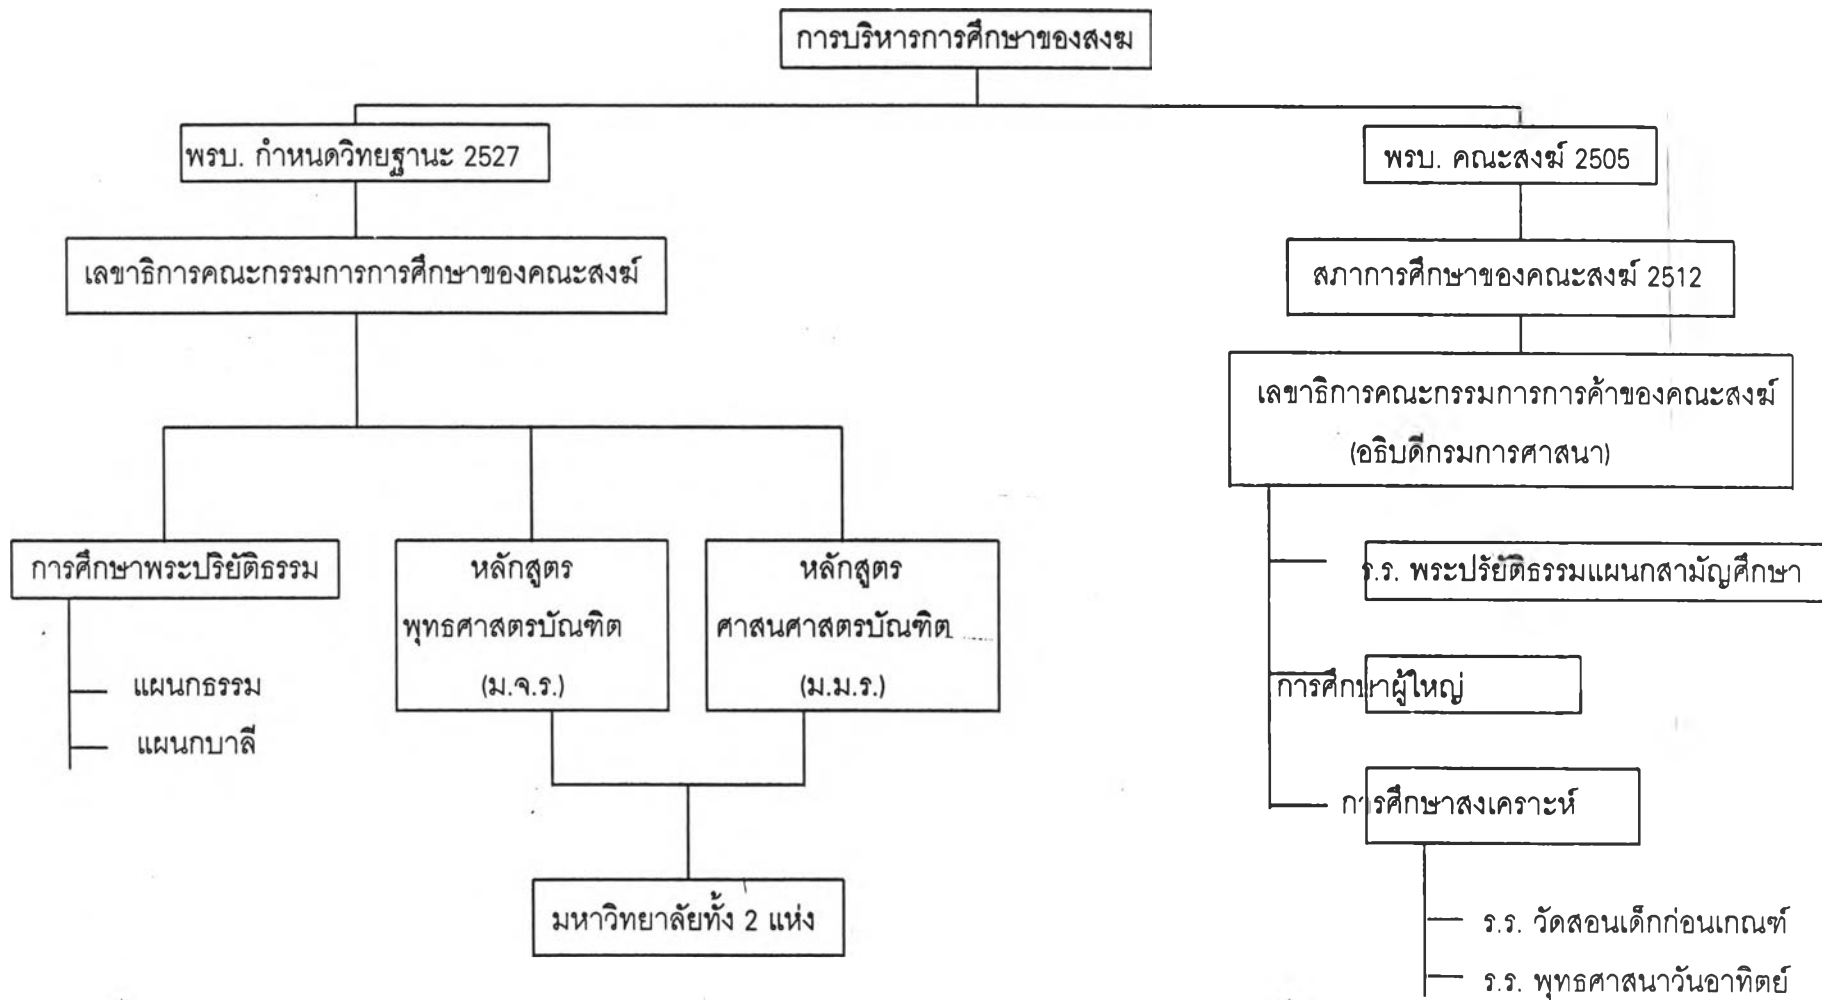 การบริหารการศึกษาของสงฆ
พรบ. กำหนดวิทยฐานะ 2527
พรบ. คณะสงฆ์ 2505
เลขาธิการคณะกรรมการการศึกษาของคณะสงฆ์
สภาการศึกษาของคณะสงฆ์ 2512
เลขาธิการคณะกรรมการการค้าของคณะสงฆ์
(อธิบดีกรมการศาสนา)
การศึกษาพระปริยัติธรรม
แผนกธรรม
แผนกบาลี
หลักสูตร
พุทธศาสตรบัณฑิต
(ม.จ.ร.)
หลักสูตร
ศาสนศาสตรบัณฑิต
(ม.ม.ร.)
มหาวิทยาลัยทั้ง 2 แห่ง
ร.ร. พระปรัยัติธรรมแผนกสามัญศึกษา
การศึกษาผู้ใหญ่
การศึกษาสงเคราะห์
ร.ร. วัดสอนเด็กก่อนเกณฑ์
ร.ร. พุทธศาสนาวันอาทิตย์